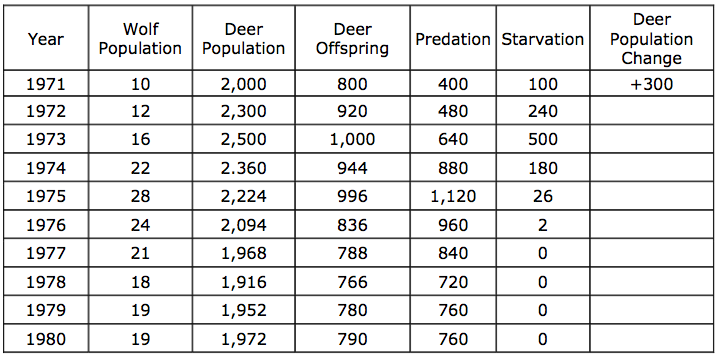 Year Wolf Population Deer Population Deer Offspring Predation Starvation Deer Population Change
1971 10 2,000 800 400 100 +300
1972 12 2,300 920 480 240
1973 16 2,500 1,000 640 500
1974 22 2.360 944 880 180
1975 28 2,224 996 1,120 26
1976 24 2,094 836 960 2
1977 21 1,968 788 840 0
1978 18 1,916 766 720 0
1979 19 1,952 780 760 0
1980 19 1,972 790 760 0